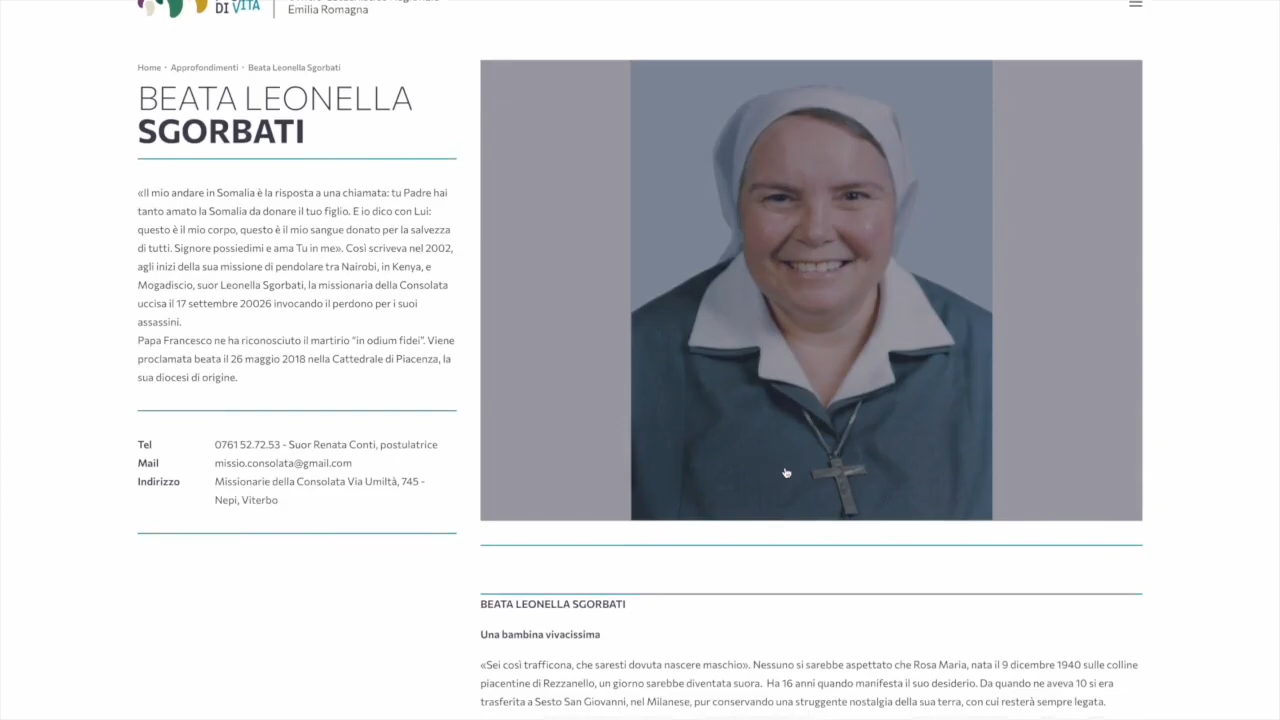 DI VITA
Emilia Romagna
Home · Approfondimenti · Beata Leonella Sgorbati
BEATA LEONELLA
SGORBATI
«Il mio andare in Somalia è la risposta a una chiamata: tu Padre hai
tanto amato la Somalia da donare il tuo figlio. E io dico con Lui:
questo è il mio corpo, questo è il mio sangue donato per la salvezza
di tutti. Signore possiedimi e ama Tu in me». Così scriveva nel 2002,
agli inizi della sua missione di pendolare tra Nairobi, in Kenya, e
Mogadiscio, suor Leonella Sgorbati, la missionaria della Consolata
uccisa il 17 settembre 20026 invocando il perdono per i suoi
assassini.
Papa Francesco ne ha riconosciuto il martirio “in odium fidei”. Viene
proclamata beata il 26 maggio 2018 nella Cattedrale di Piacenza, la
sua diocesi di origine.
Tel 0761 52.72.53 - Suor Renata Conti, postulatrice
Mail missio.consolata@gmail.com
Indirizzo Missionarie della Consolata Via Umiltà, 745 -
Nepi, Viterbo
BEATA LEONELLA SGORBATI
Una bambina vivacissima
«Sei così trafficona, che saresti dovuta nascere maschio». Nessuno si sarebbe aspettato che Rosa Maria, nata il 9 dicembre 1940 sulle colline
piacentine di Rezzanello, un giorno sarebbe diventata suora.  Ha 16 anni quando manifesta il suo desiderio. Da quando ne aveva 10 si era
trasferita a Sesto San Giovanni, nel Milanese, pur conservando una struggente nostalgia della sua terra, con cui resterà sempre legata.